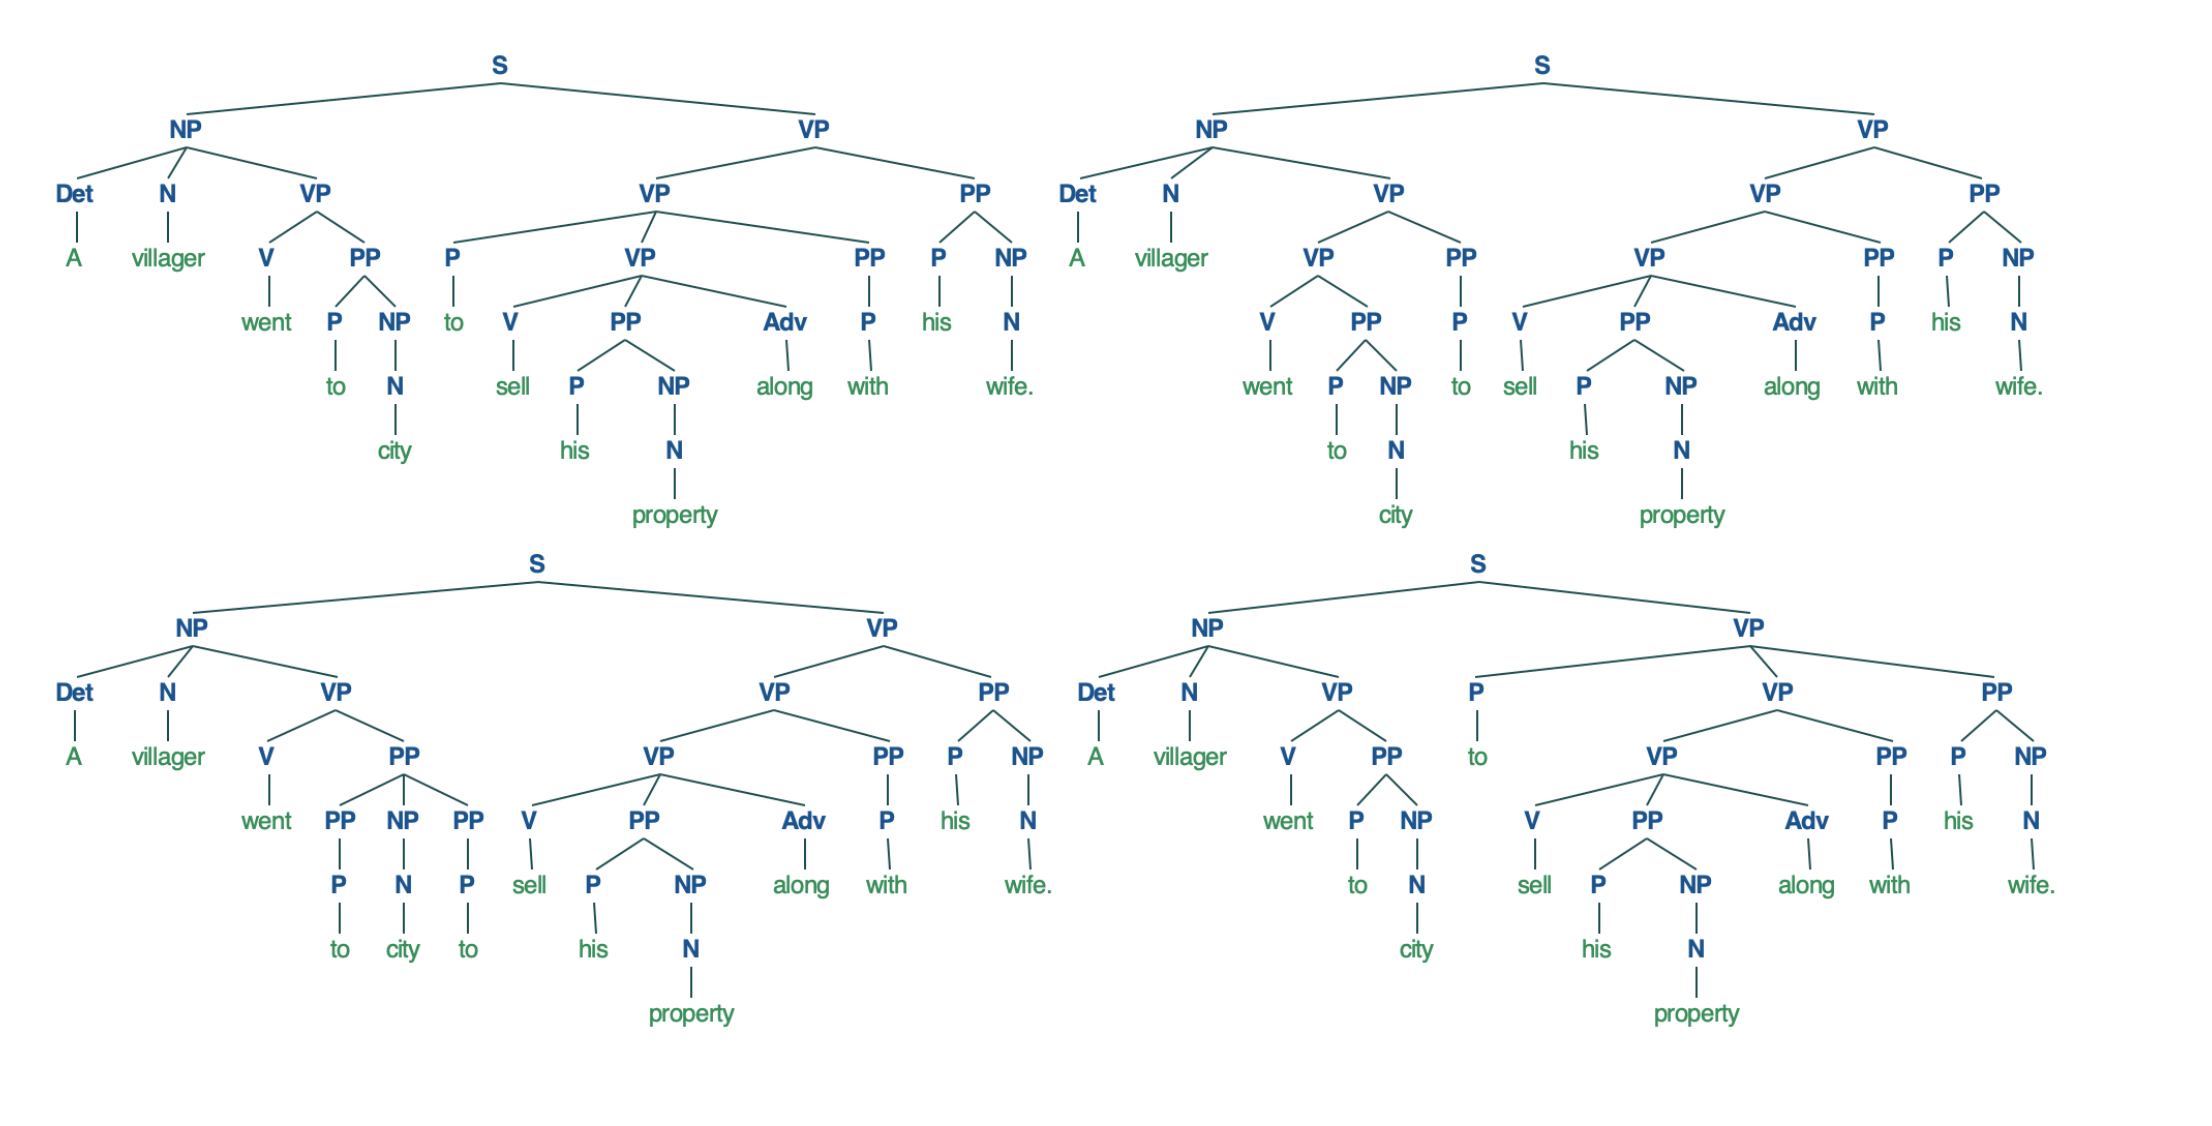 S S
NP VP NP VP
Det N VP VP PP Det N VP VP PP
A villager V PP P VP PP P NP A villager VP PP VP PP P NP
went P NP to V PP Adv P his N V PP P V PP Adv P his N
to N sell P NP along with wife. went P NP to sell P NP along with wife.
city his N to N his N
property city property
S S
NP VP NP VP
Det N VP VP PP Det N VP P VP PP
A villager V PP VP PP P NP A villager V PP to VP PP P NP
went PP NP PP V PP Adv P his N went P NP V PP Adv P his N
P N P sell P NP along with wife. to N sell P NP along with wife.
to city to his N city his N
property property